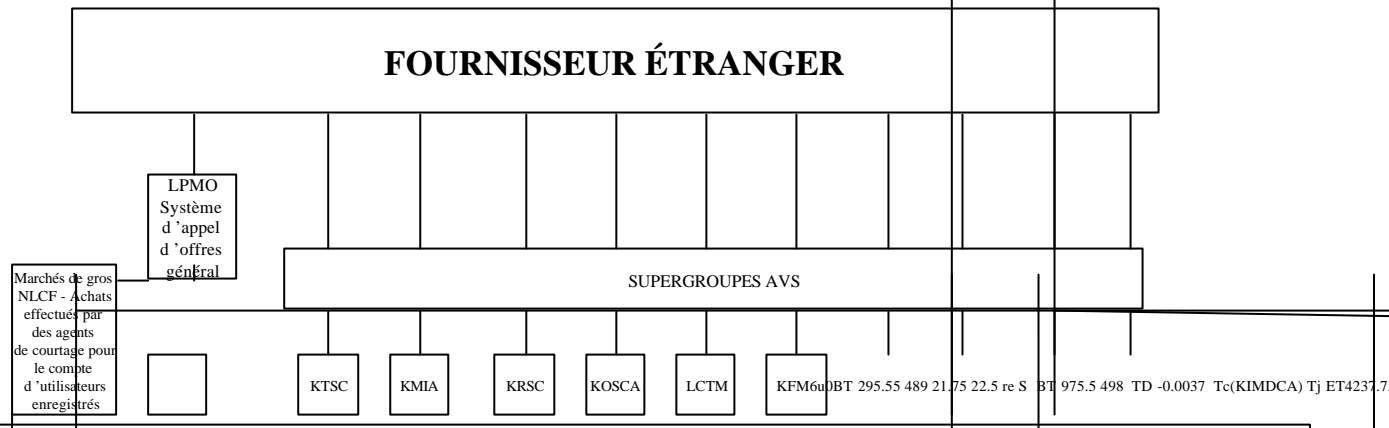 FOURNISSEUR ÉTRANGER
LPMO
Système
d ’appel
d ’offres
général
SUPERGROUPES AVS
Marchés de gros
NLCF - Achats
effectués par
des agents
de courtage pour
le compte
d ’utilisateurs
enregistrés
KTSC KMIA KRSC KOSCA LCTM KFM6u0BT 295.55 489 21.75 22.5 re S BT 975.5 498 TD -0.0037 Tc(KIMDCA) Tj ET4237.7